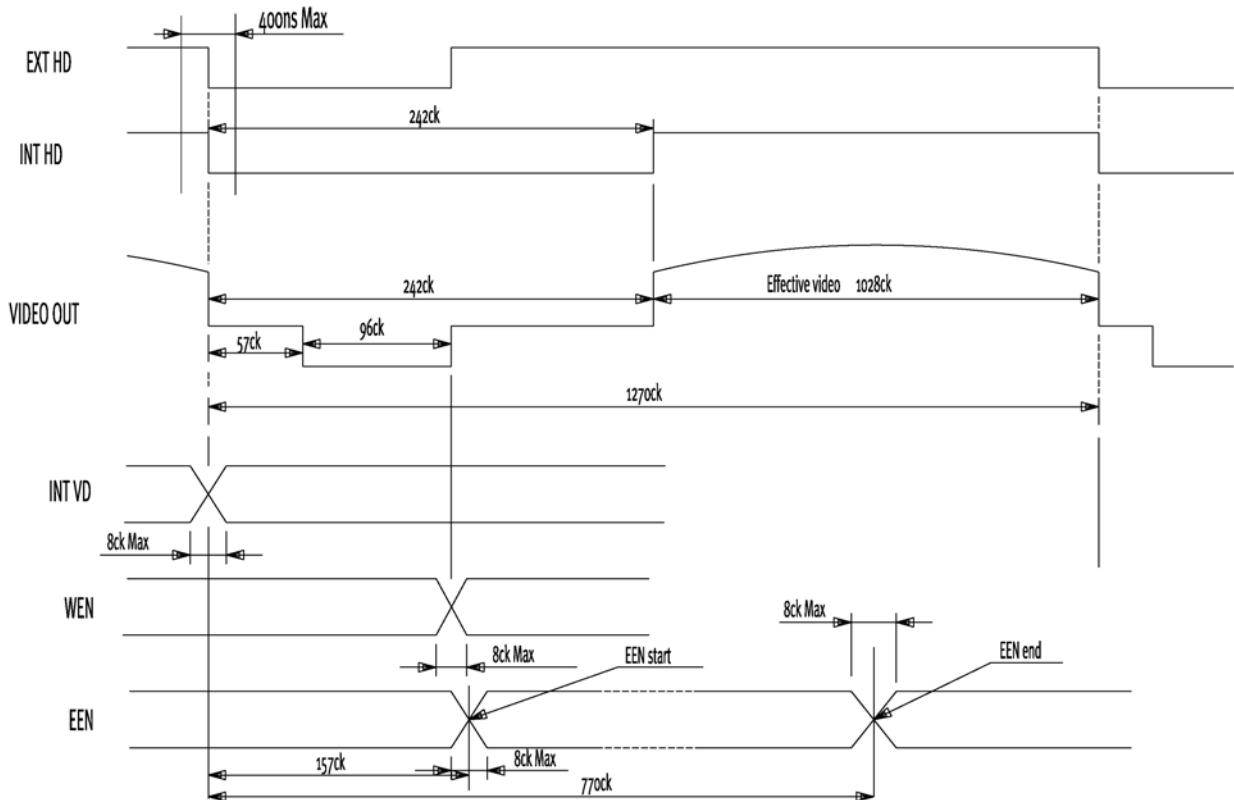 400ns Max
EXT HD
242ck
INT HD
242ck
Effective video 1028ck
VIDEO OUT
96ck
57ck
1270ck
INT VD
8ck Max
WEN
8ck Max
8ck Max
EEN start
EEN end
EEN
8ck Max
157ck
770ck